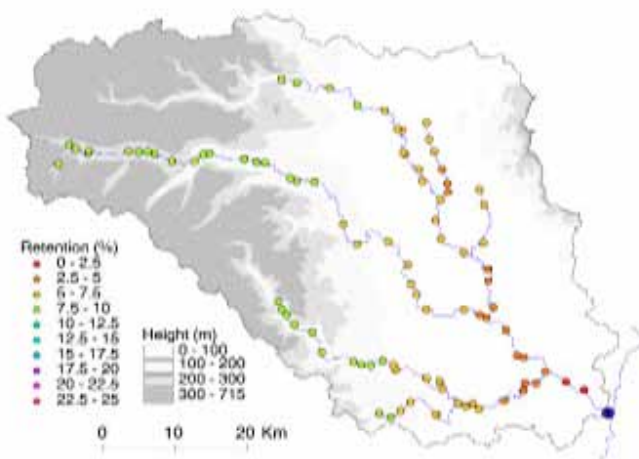 Retention (%)
0 - 2.5
2.5 - 5
5 - 7.5
7.5 - 10
10 - 12.5
12.5 - 15
15 - 17.5
17.5 - 20
20 - 22.5
22.5 - 25
Height (m)
0 - 100
100 - 200
200 - 300
300 - 715
0 10 20 Km